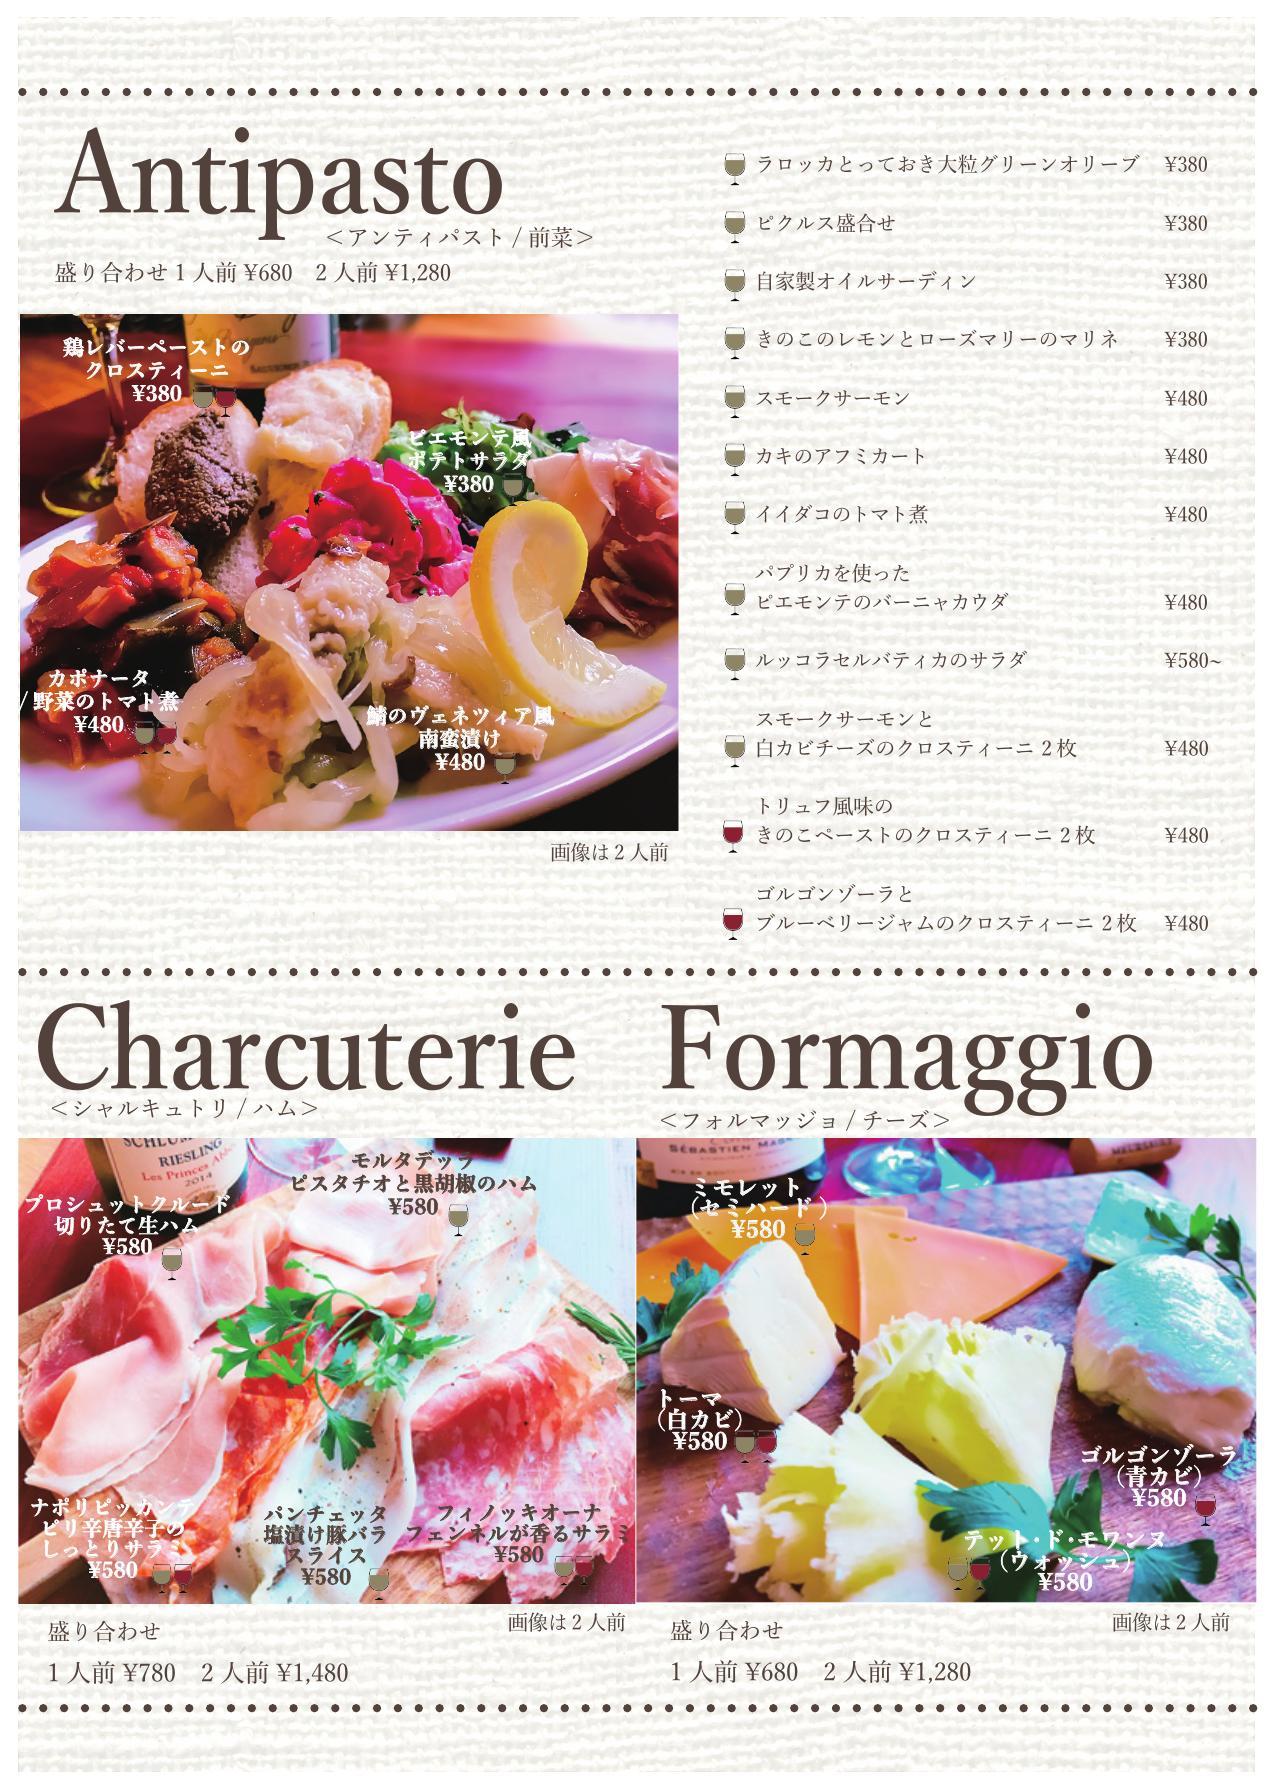 Antipasto
＜アンティパスト / 前菜＞
盛り合わせ 1 人前 ¥680　2 人前 ¥1,280
鶏レバーペーストの
クロスティーニ
¥380
ピエモンテ風
ポテトサラダ
¥380
カポナータ
/ 野菜のトマト煮
¥480
鯖のヴェネツィア風
南蛮漬け
¥480
画像は 2 人前
ラロッカとっておき大粒グリーンオリーブ　¥380
ピクルス盛合せ　¥380
自家製オイルサーディン　¥380
きのこのレモンとローズマリーのマリネ　¥380
スモークサーモン　¥480
カキのアフミカート　¥480
イイダコのトマト煮　¥480
パプリカを使った
ピエモンテのバーニャカウダ　¥480
ルッコラセルバティカのサラダ　¥580~
スモークサーモンと
白カビチーズのクロスティーニ 2 枚　¥480
トリュフ風味の
きのこペーストのクロスティーニ 2 枚　¥480
ゴルゴンゾーラと
ブルーベリージャムのクロスティーニ 2 枚　¥480
Charcuterie
＜シャルキュトリ / ハム＞
RIESLING
Les Princes
2014
モルタデッラ
ピスタチオと黒胡椒のハム
¥580
プロシュットクルード
切りたて生ハム
¥580
ナポリピッカンテ
ピリ辛唐辛子の
しっとりサラミ
¥580
パンチェッタ
塩漬け豚バラ
スライス
¥580
フィノッキオーナ
フェンネルが香るサラミ
¥580
画像は 2 人前
盛り合わせ
1 人前 ¥780　2 人前 ¥1,480
Formaggio
＜フォルマッジョ / チーズ＞
SÉBASTIEN
ミモレット
（セミハード）
¥580
トーマ
（白カビ）
¥580
ゴルゴンゾーラ
（青カビ）
¥580
テット・ド・モワンヌ
（ウォッシュ）
¥580
画像は 2 人前
盛り合わせ
1 人前 ¥680　2 人前 ¥1,280